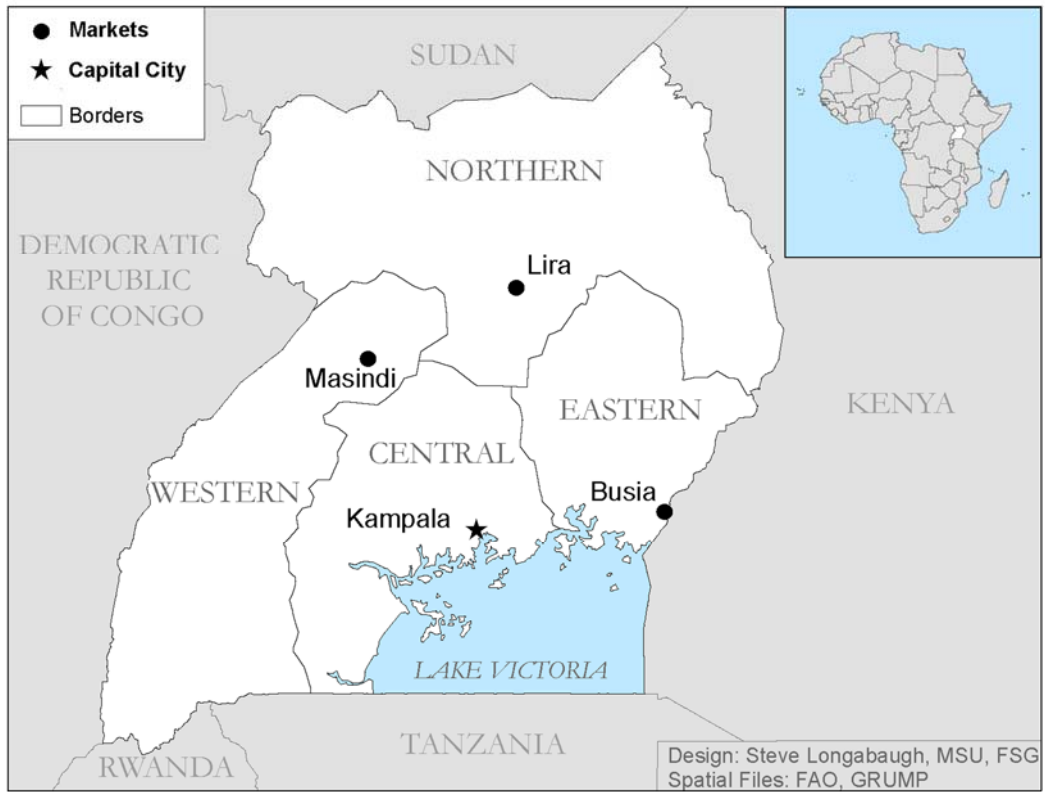 Markets
Capital City
Borders
SUDAN
NORTHERN
DEMOCRATIC
REPUBLIC
OF CONGO
Lira
Masindi
EASTERN
KENYA
CENTRAL
WESTERN
Busia
Kampala
LAKE VICTORIA
TANZANIA
RWANDA
Design: Steve Longabaugh, MSU, FSG
Spatial Files: FAO, GRUMP